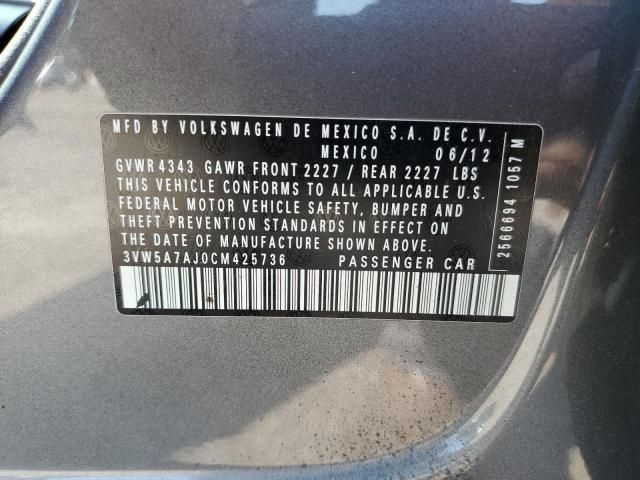 MFD BY VOLKSWAGEN DE MEXICO S.A. DE C.V.
MEXICO 06/12
GVWR 4343 GAWR FRONT 2227 / REAR 2227 LBS
THIS VEHICLE CONFORMS TO ALL APPLICABLE U.S.
FEDERAL MOTOR VEHICLE SAFETY, BUMPER AND
THEFT PREVENTION STANDARDS IN EFFECT ON
THE DATE OF MANUFACTURE SHOWN ABOVE.
3VW5A7AJ0CM425736 PASSENGER CAR
2566694 1057 M